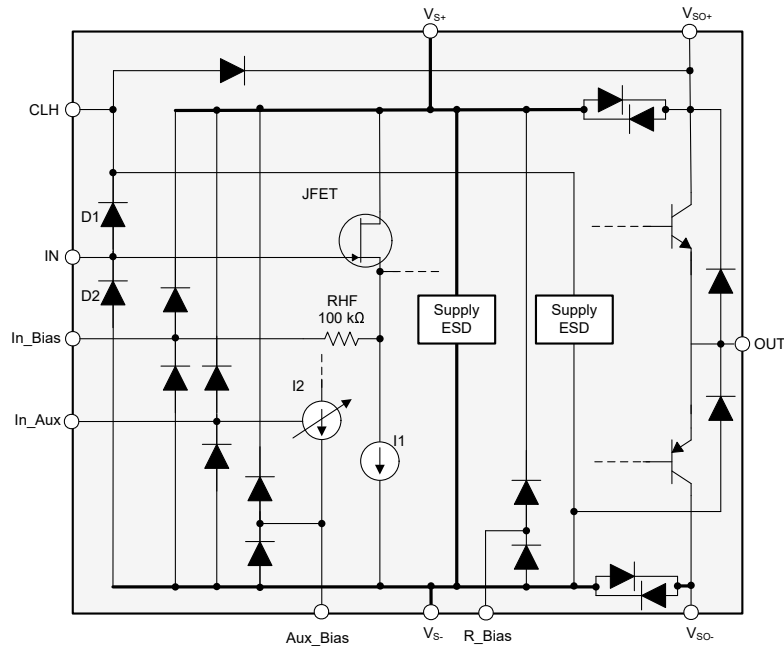 VS+
VSO+
CLH
JFET
D1
IN
D2
RHF
100 kΩ
Supply
ESD
Supply
ESD
In_Bias
OUT
I2
In_Aux
I1
Aux_Bias
VS-
R_Bias
VSO-